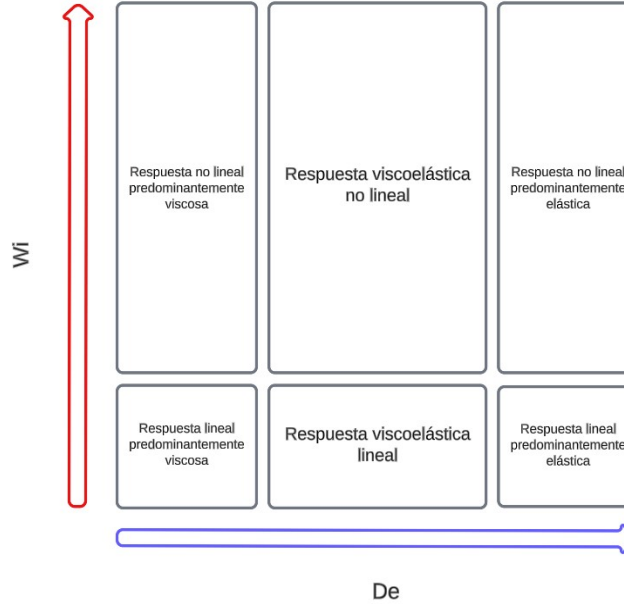 Wi
Respuesta no lineal
predominantemente
viscosa
Respuesta viscoelástica
no lineal
Respuesta no lineal
predominantemente
elástica
Respuesta lineal
predominantemente
viscosa
Respuesta viscoelástica
lineal
Respuesta lineal
predominantemente
elástica
De